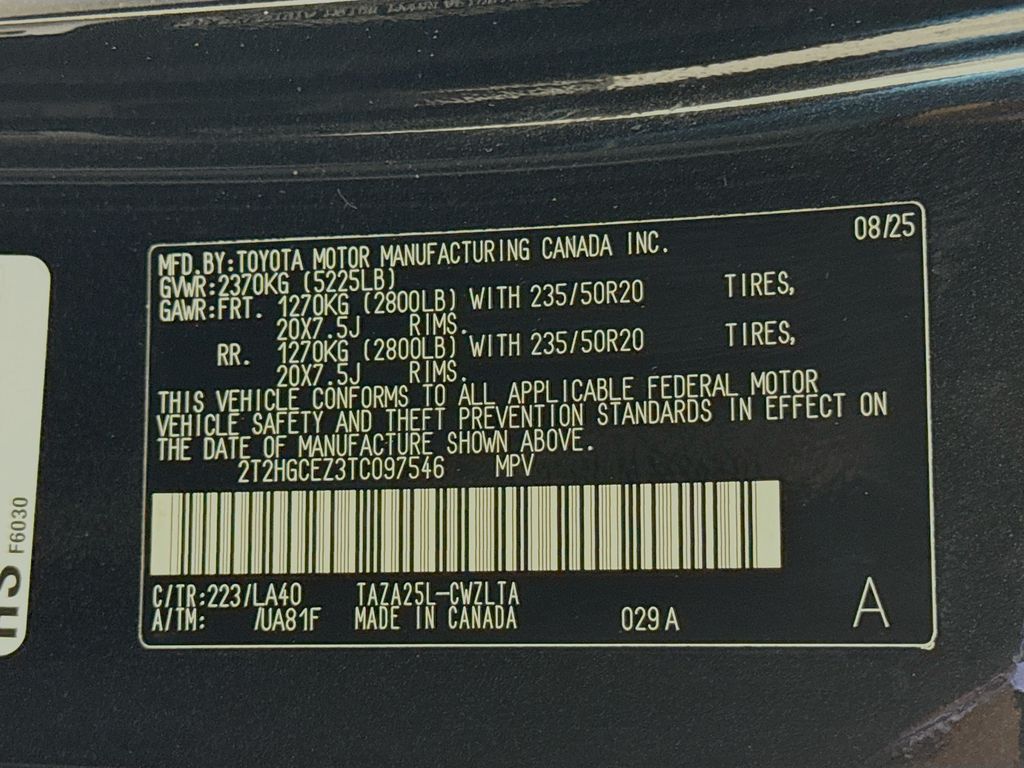 08/25
MFD.BY:TOYOTA MOTOR MANUFACTURING CANADA INC.
GVWR:2370KG (5225LB)
GAWR:FRT. 1270KG (2800LB) WITH 235/50R20 TIRES,
20X7.5J RIMS.
RR. 1270KG (2800LB) WITH 235/50R20 TIRES,
20X7.5J RIMS.
THIS VEHICLE CONFORMS TO ALL APPLICABLE FEDERAL MOTOR
VEHICLE SAFETY AND THEFT PREVENTION STANDARDS IN EFFECT ON
THE DATE OF MANUFACTURE SHOWN ABOVE.
2T2HGCEZ3TC097546 MPV
C/TR:223/LA40 TAZA25L-CWZLTA
A/TM: /UA81F MADE IN CANADA 029A
A
HS
F6030